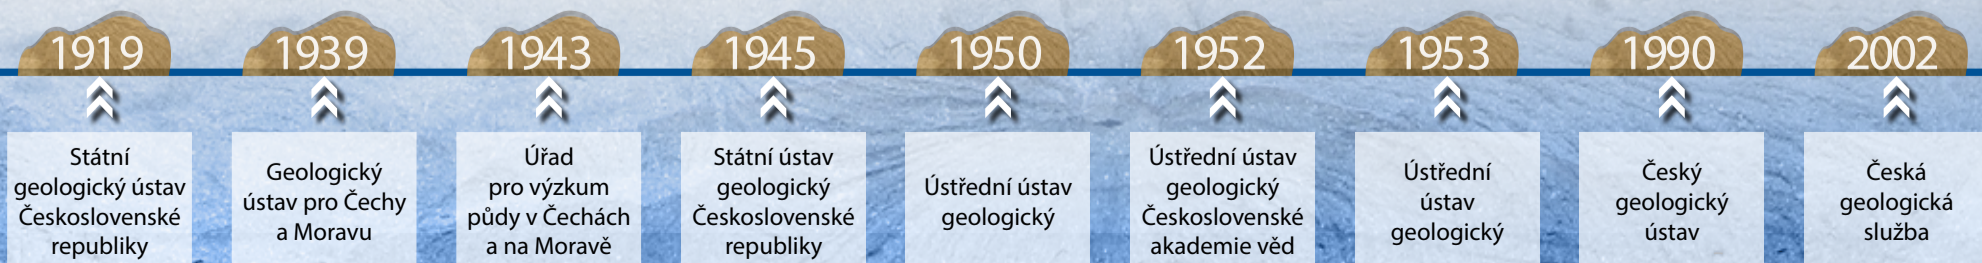 1919
1939
1943
1945
1950
1952
1953
1990
2002
Státní
geologický ústav
Československé
republiky
Geologický
ústav pro Čechy
a Moravu
Úřad
pro výzkum
půdy v Čechách
a na Moravě
Státní ústav
geologický
Československé
republiky
Ústřední ústav
geologický
Ústřední ústav
geologický
Československé
akademie věd
Ústřední
ústav
geologický
Český
geologický
ústav
Česká
geologická
služba